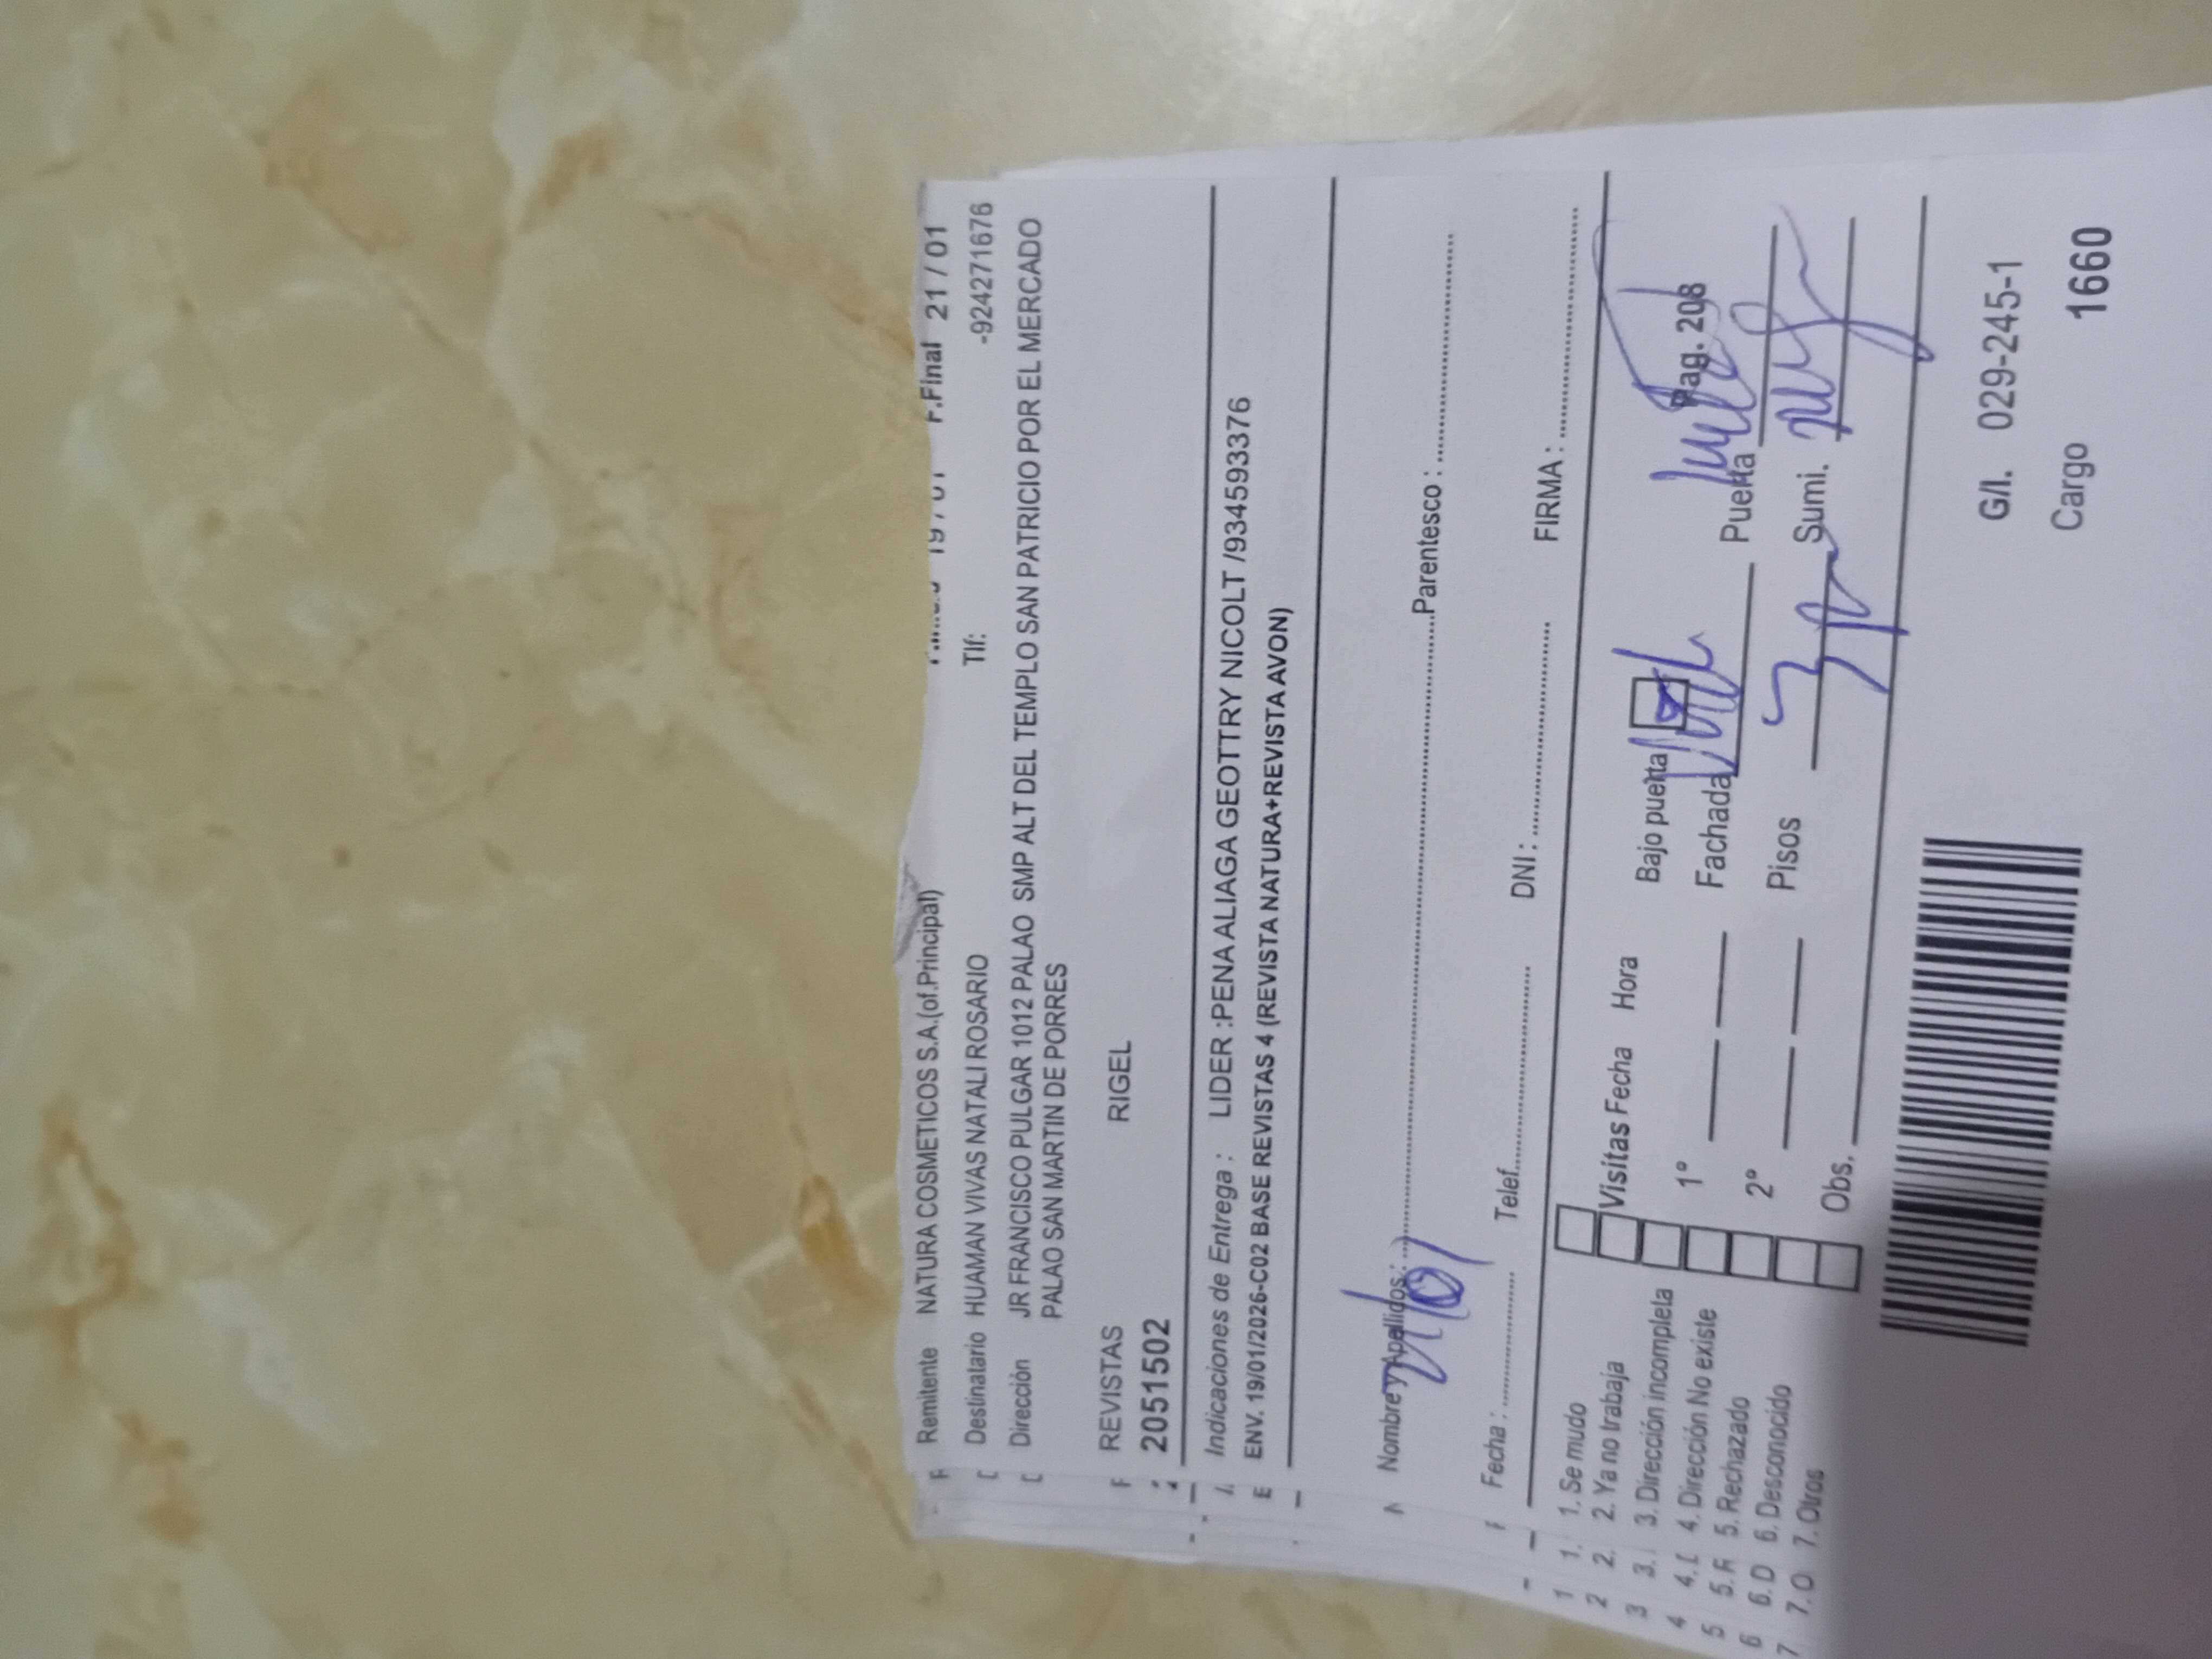 Remitente NATURA COSMETICOS S.A.(of.Principal) F.Final 21 / 01
Destinatario HUAMAN VIVAS NATALI ROSARIO Tlf: -924271676
Dirección JR FRANCISCO PULGAR 1012 PALAO SMP ALT DEL TEMPLO SAN PATRICIO POR EL MERCADO
PALAO SAN MARTIN DE PORRES
REVISTAS RIGEL
2051502
Indicaciones de Entrega : LIDER :PENA ALIAGA GEOTTRY NICOLT /934593376
ENV. 19/01/2026-C02 BASE REVISTAS 4 (REVISTA NATURA+REVISTA AVON)
Nombre y Apellidos : Parentesco :
Fecha : Telef. DNI : FIRMA :
1. Se mudo
2. Ya no trabaja Visitas Fecha Hora Bajo puerta Pag. 208
3. Dirección incompleta 1º Fachada Puerta
4. Dirección No existe
5. Rechazado 2º Pisos Sumi.
6. Desconocido
7. Otros Obs.
G/I. 029-245-1
Cargo 1660